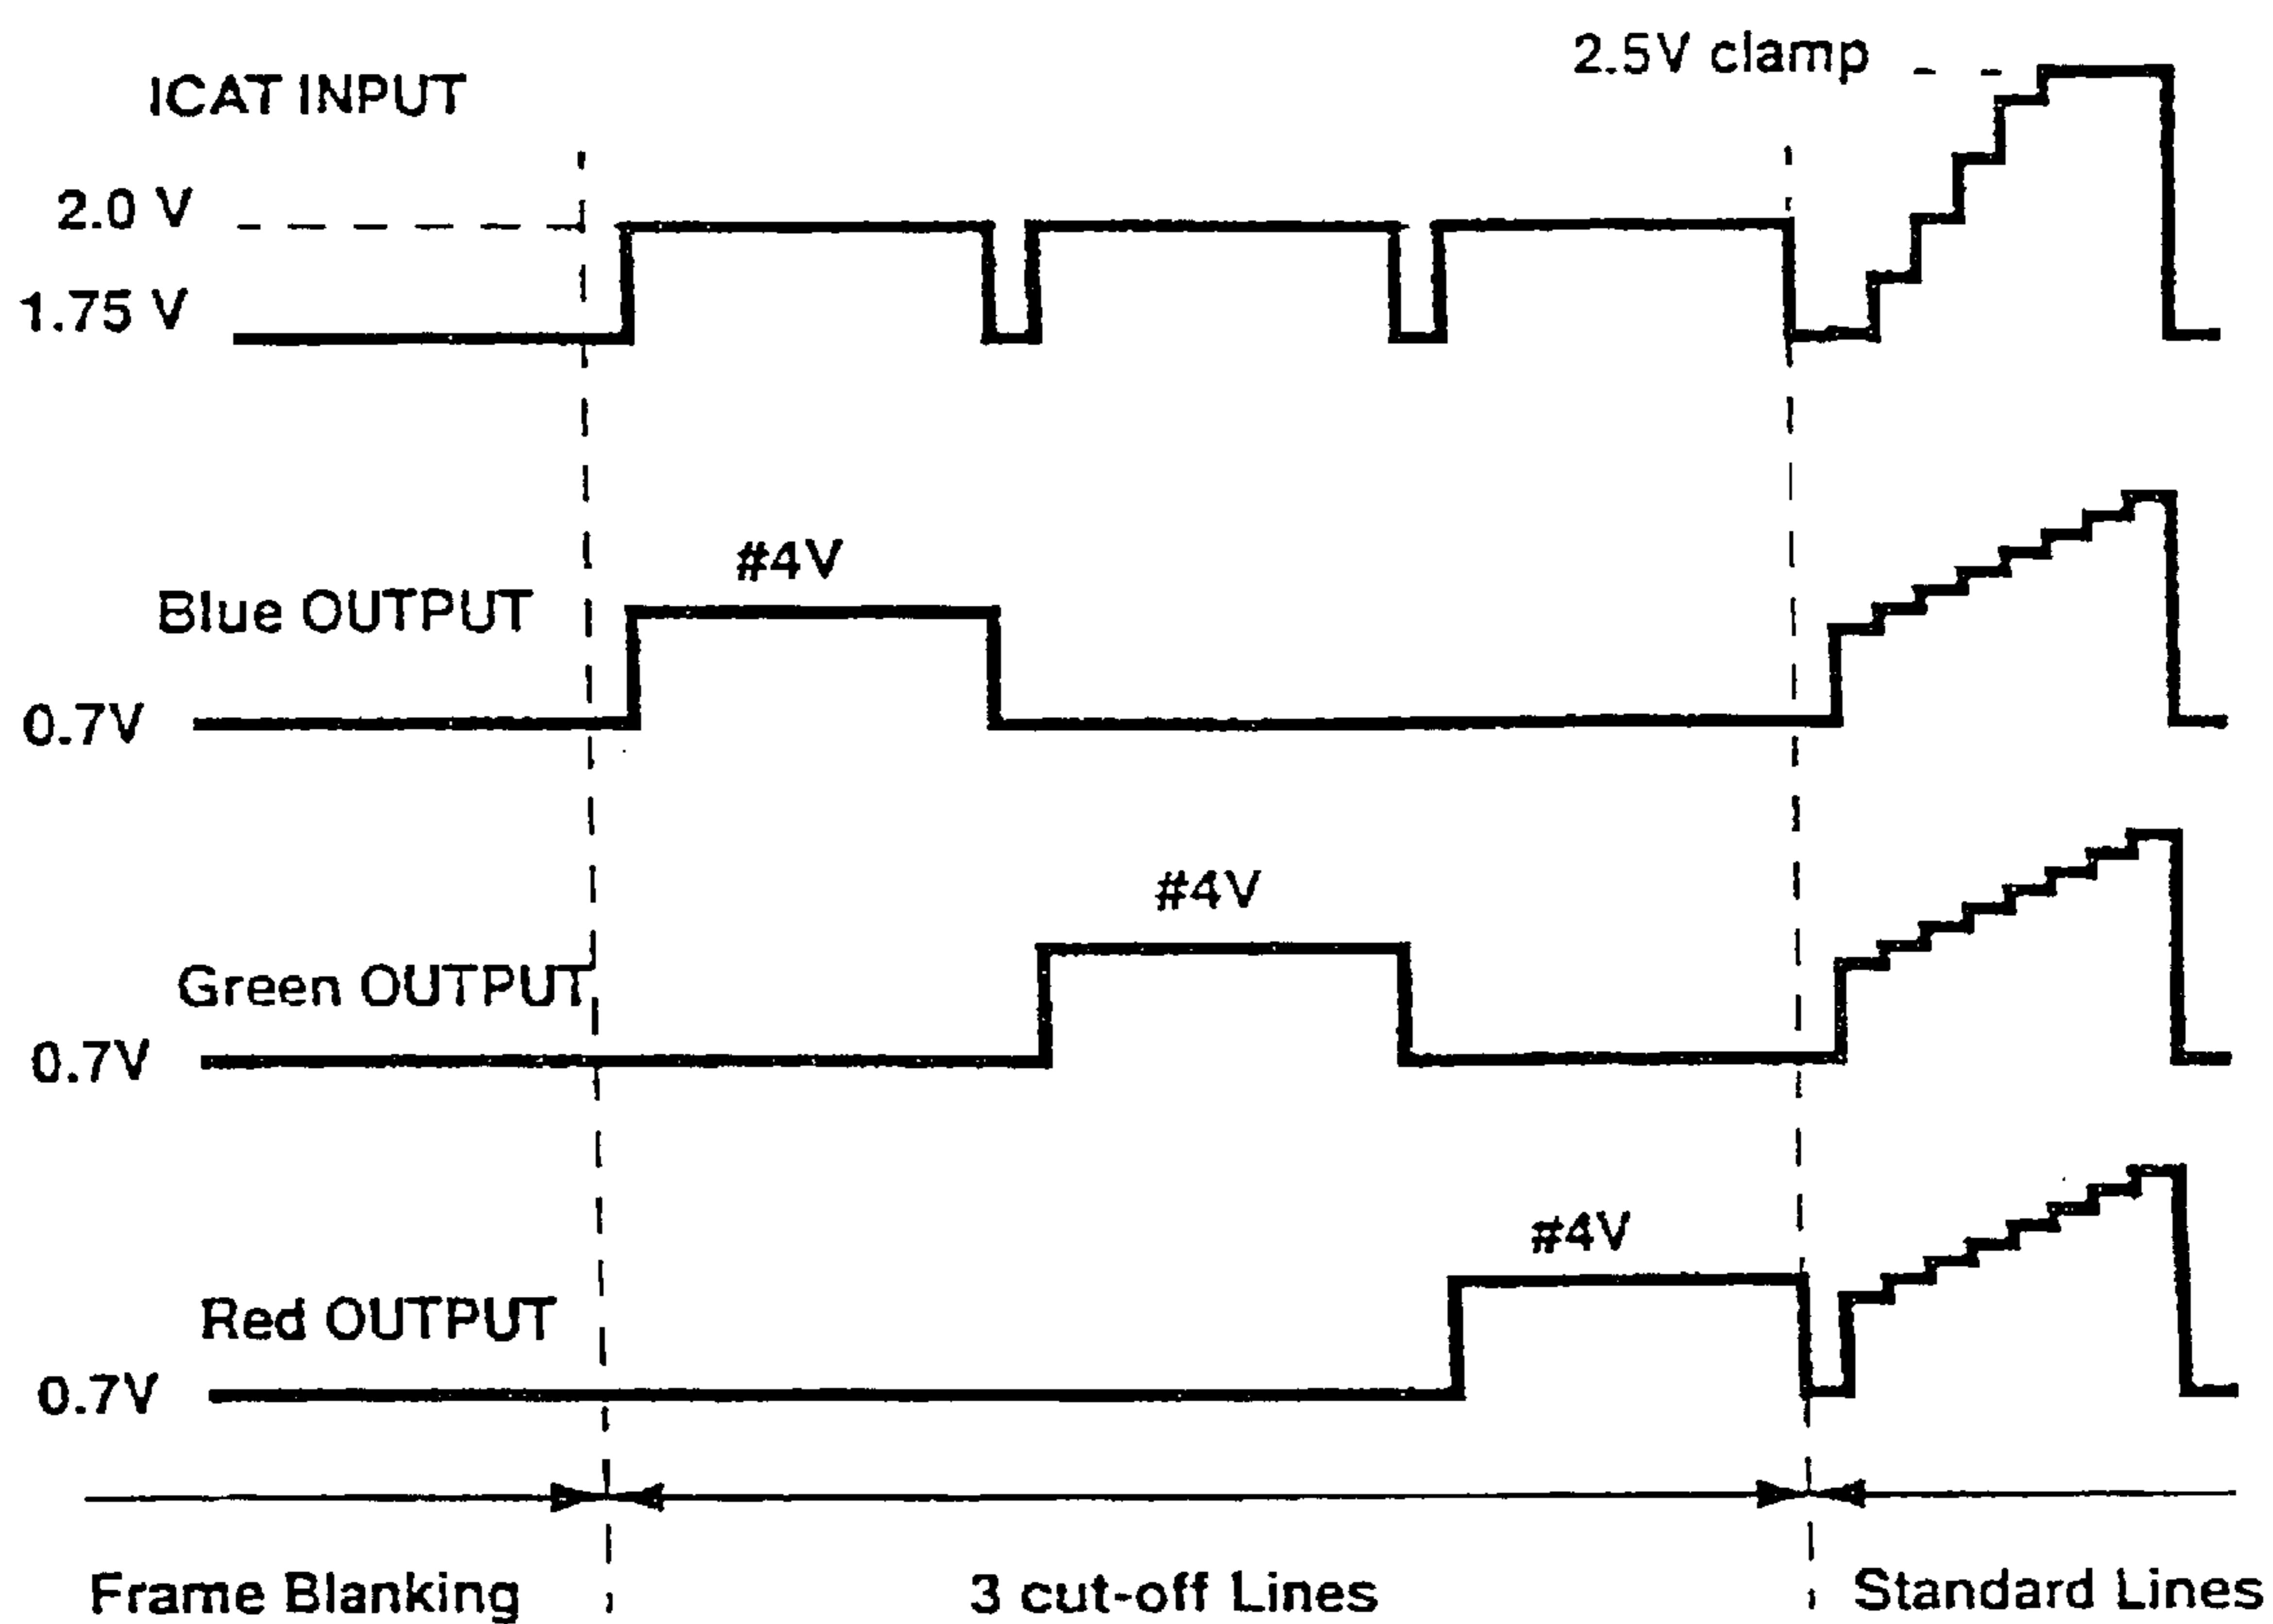 2.5V clamp
ICAT INPUT
2.0 V
1.75 V
#4V
Blue OUTPUT
0.7V
#4V
Green OUTPUT
0.7V
#4V
Red OUTPUT
0.7V
Frame Blanking
3 cut-off Lines
Standard Lines